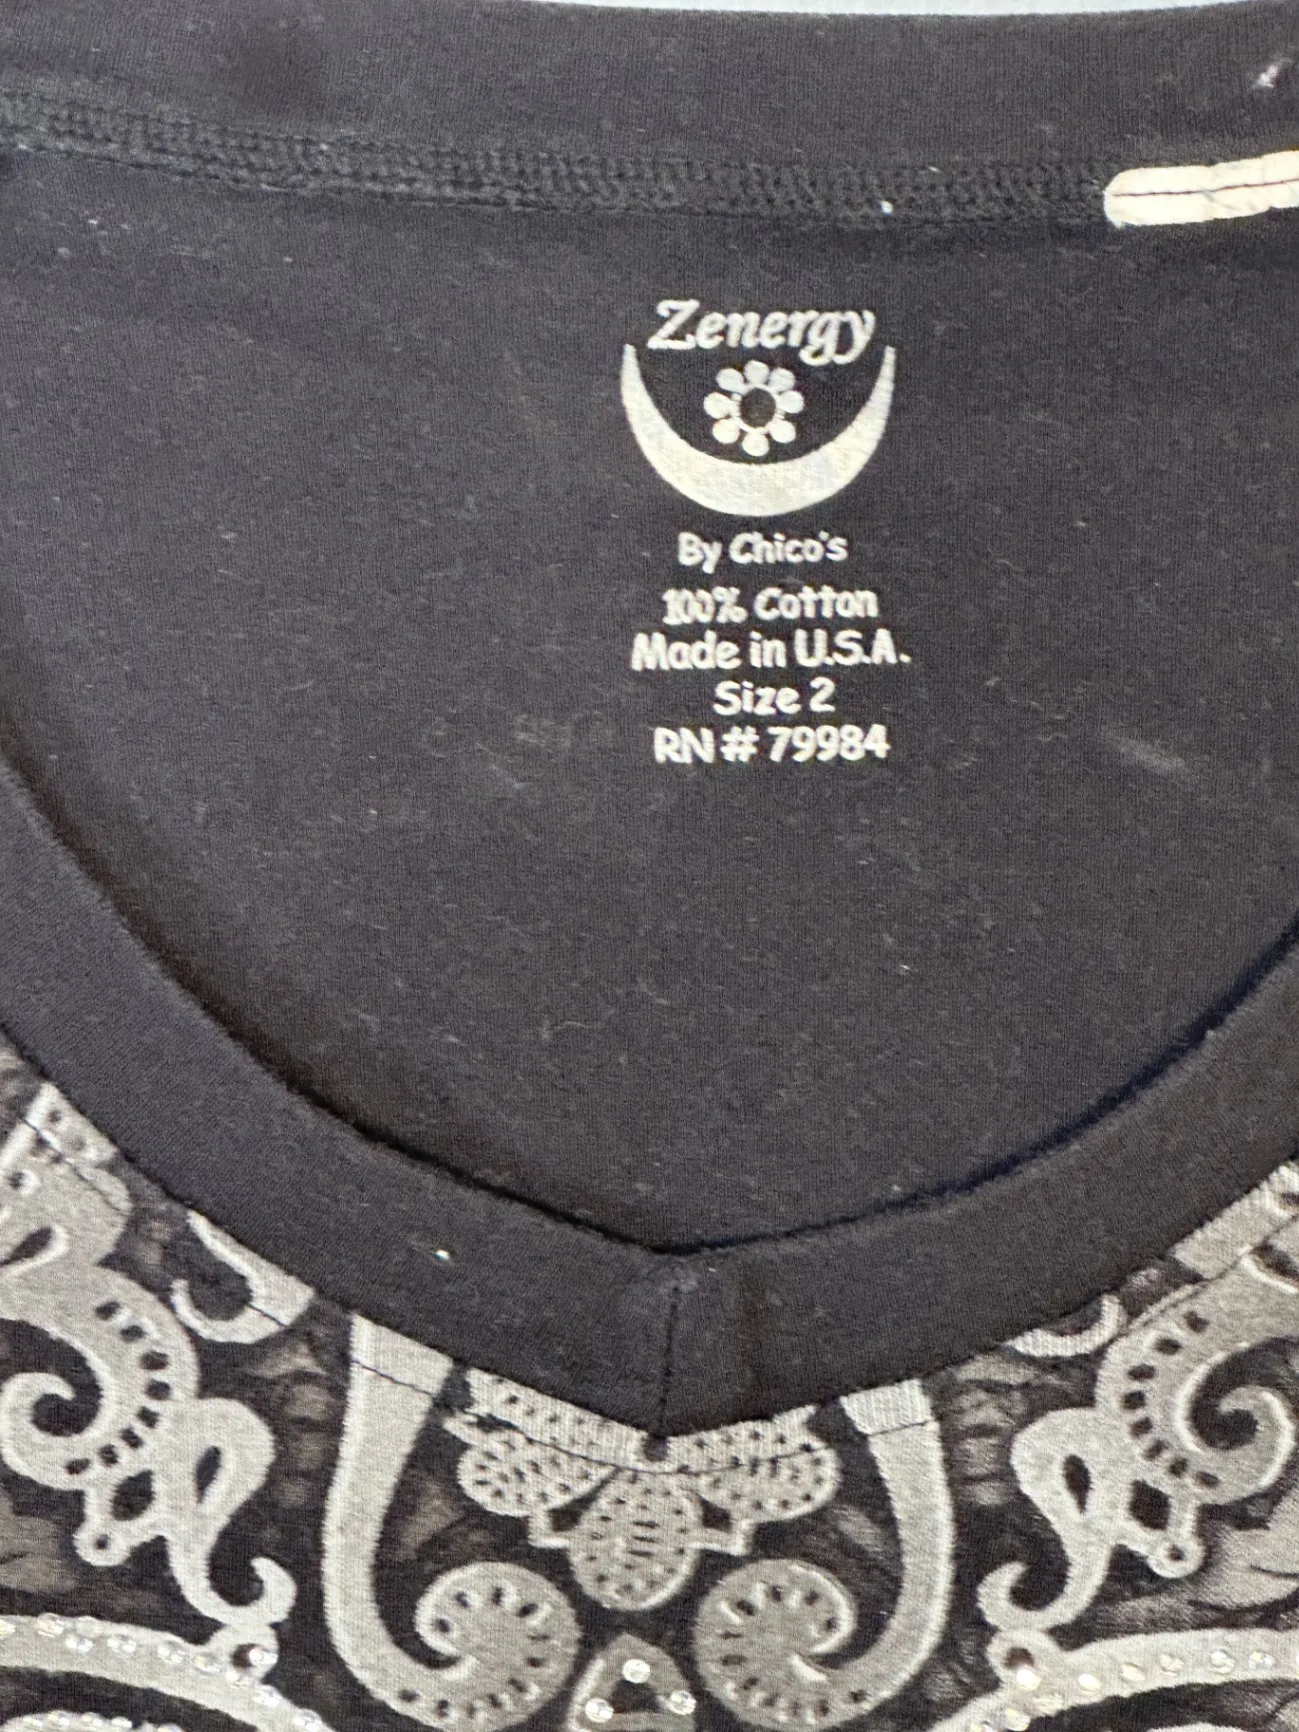 Zenergy
By Chico's
100% Cotton
Made in U.S.A.
Size 2
RN # 79984